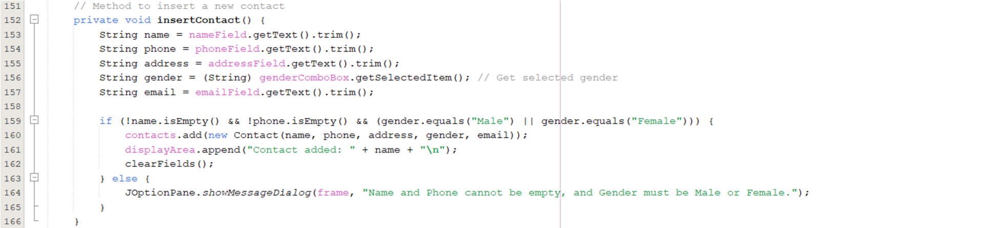 151 // Method to insert a new contact
152 private void insertContact() {
153 String name = nameField.getText().trim();
154 String phone = phoneField.getText().trim();
155 String address = addressField.getText().trim();
156 String gender = (String) genderComboBox.getSelectedItem(); // Get selected gender
157 String email = emailField.getText().trim();
158
159 if (!name.isEmpty() && !phone.isEmpty() && (gender.equals("Male") || gender.equals("Female"))) {
160 contacts.add(new Contact(name, phone, address, gender, email));
161 displayArea.append("Contact added: " + name + "\n");
162 clearFields();
163 } else {
164 JOptionPane.showMessageDialog(frame, "Name and Phone cannot be empty, and Gender must be Male or Female.");
165 }
166 }